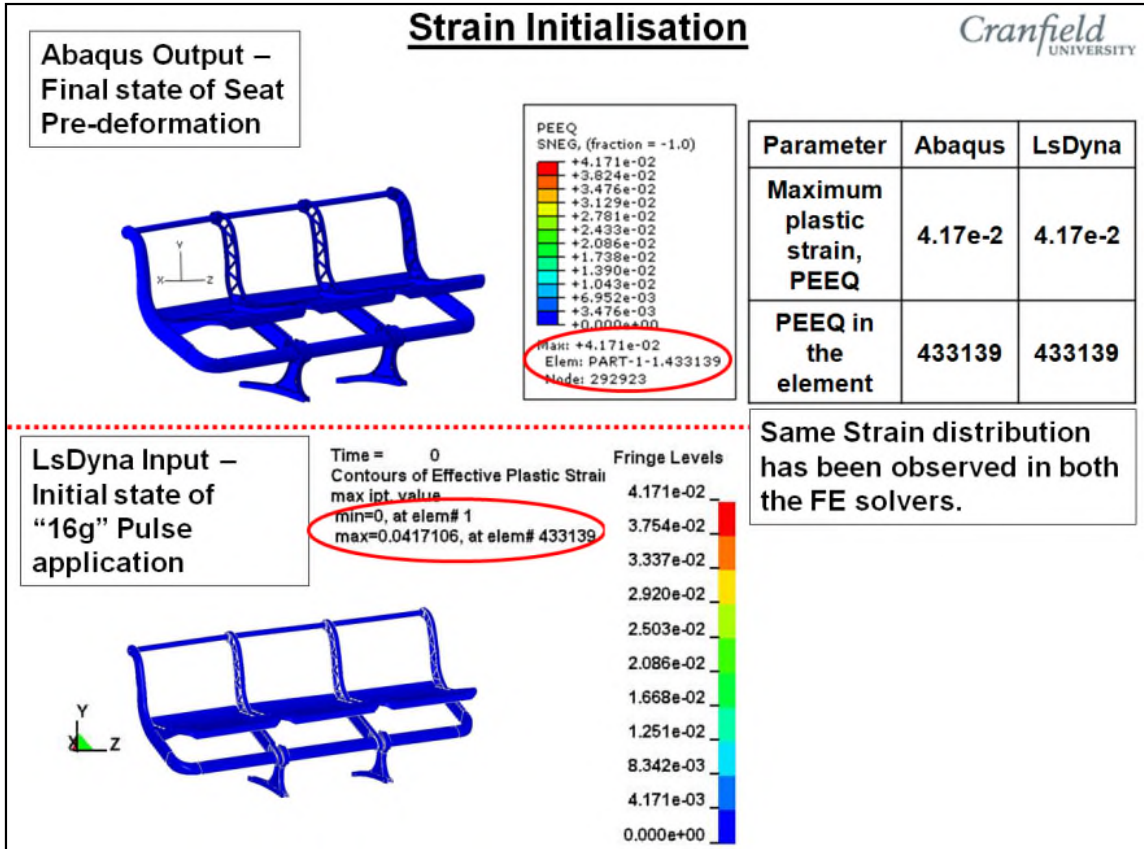 Strain Initialisation
Cranfield
UNIVERSITY
Abaqus Output –
Final state of Seat
Pre-deformation
PEEQ
SNEG, (fraction = -1.0)
+4.171e-02
+3.824e-02
+3.476e-02
+3.129e-02
+2.781e-02
+2.433e-02
+2.086e-02
+1.738e-02
+1.390e-02
+1.043e-02
+6.952e-03
+3.476e-03
+0.000e+00
Max: +4.171e-02
Elem: PART-1-1.433139
Node: 292923
Y
X
Z
Parameter Abaqus LsDyna
Maximum
plastic
strain,
PEEQ
4.17e-2 4.17e-2
PEEQ in
the
element
433139 433139
Same Strain distribution
has been observed in both
the FE solvers.
LsDyna Input –
Initial state of
“16g” Pulse
application
Time = 0
Contours of Effective Plastic Strai
max ipt. value
min=0, at elem# 1
max=0.0417106, at elem# 433139
Fringe Levels
4.171e-02
3.754e-02
3.337e-02
2.920e-02
2.503e-02
2.086e-02
1.668e-02
1.251e-02
8.342e-03
4.171e-03
0.000e+00
Y
X
Z